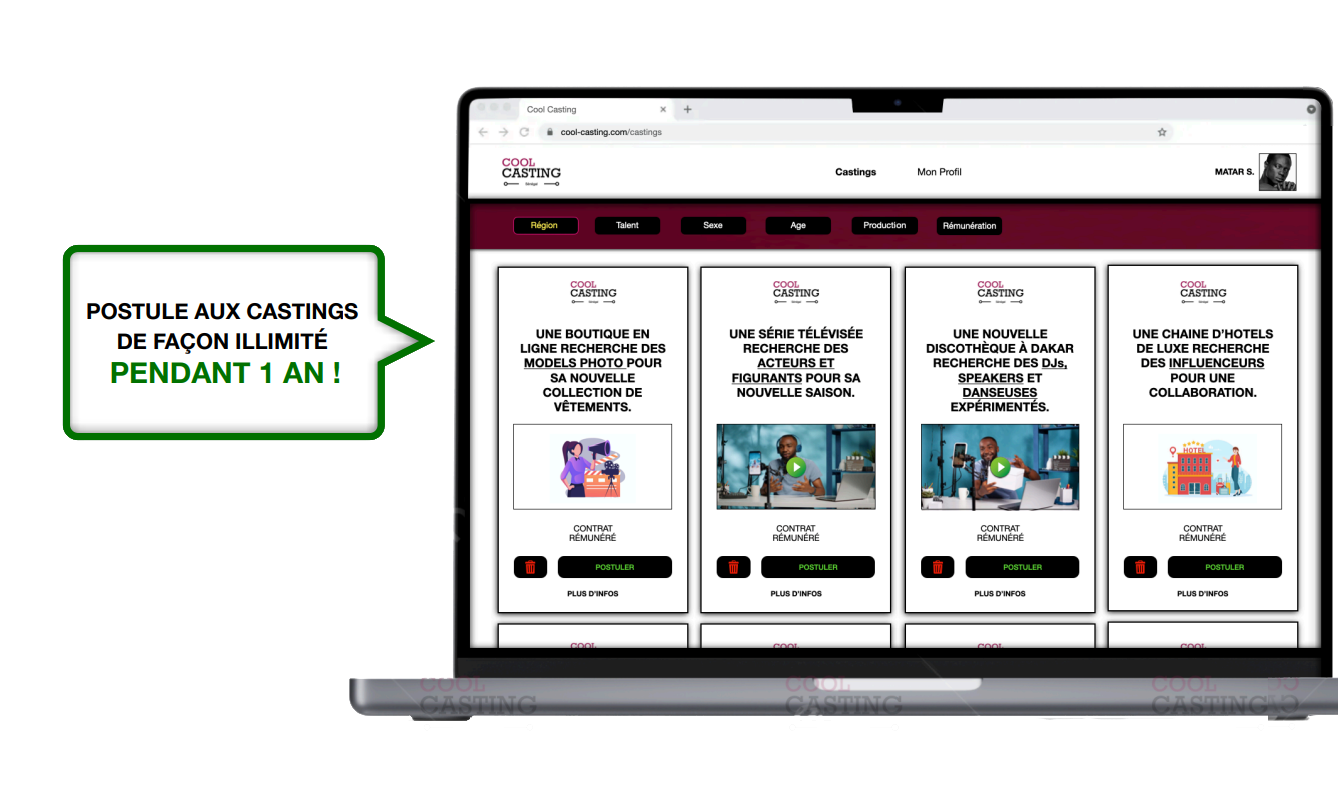 Cool Casting
cool-casting.com/castings
COOL
CASTING
Sénégal
Castings
Mon Profil
MATAR S.
Région
Talent
Sexe
Age
Production
Rémunération
POSTULE AUX CASTINGS
DE FAÇON ILLIMITÉ
PENDANT 1 AN !
COOL
CASTING
UNE BOUTIQUE EN
LIGNE RECHERCHE DES
MODELS PHOTO POUR
SA NOUVELLE
COLLECTION DE
VÊTEMENTS.
CONTRAT
RÉMUNÉRÉ
POSTULER
PLUS D'INFOS
COOL
CASTING
UNE SÉRIE TÉLÉVISÉE
RECHERCHE DES
ACTEURS ET
FIGURANTS POUR SA
NOUVELLE SAISON.
CONTRAT
RÉMUNÉRÉ
POSTULER
PLUS D'INFOS
COOL
CASTING
UNE NOUVELLE
DISCOTHÈQUE À DAKAR
RECHERCHE DES DJs,
SPEAKERS ET
DANSEUSES
EXPÉRIMENTÉS.
CONTRAT
RÉMUNÉRÉ
POSTULER
PLUS D'INFOS
COOL
CASTING
UNE CHAINE D'HOTELS
DE LUXE RECHERCHE
DES INFLUENCEURS
POUR UNE
COLLABORATION.
HOTEL
CONTRAT
RÉMUNÉRÉ
POSTULER
PLUS D'INFOS
COOL
COOL
COOL
COOL
COOL
CASTING
COOL
CASTING
COOL
CASTING